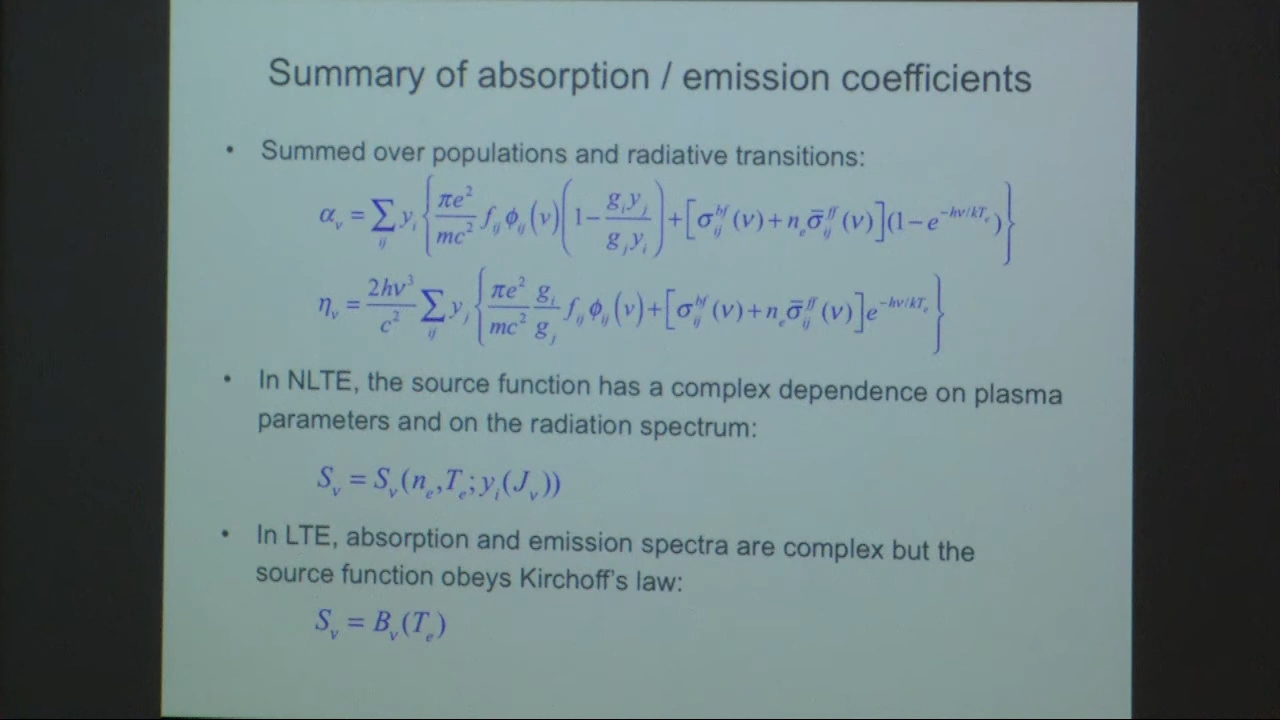 Summary of absorption / emission coefficients
• Summed over populations and radiative transitions:
α_ν = Σ_ij y_i { πe²/mc² f_ij ϕ_ij(ν) ( 1 − g_i y_j / g_j y_i ) + [ σ_ij^bf (ν) + n_e σ̄_ij^ff (ν) ] (1 − e^(−hν/kT_e)) }
η_ν = 2hν³/c² Σ_ij y_j { πe²/mc² g_i/g_j f_ij ϕ_ij(ν) + [ σ_ij^bf (ν) + n_e σ̄_ij^ff (ν) ] e^(−hν/kT_e) }
• In NLTE, the source function has a complex dependence on plasma
parameters and on the radiation spectrum:
S_ν = S_ν(n_e, T_e; y_i(J_ν))
• In LTE, absorption and emission spectra are complex but the
source function obeys Kirchoff's law:
S_ν = B_ν(T_e)